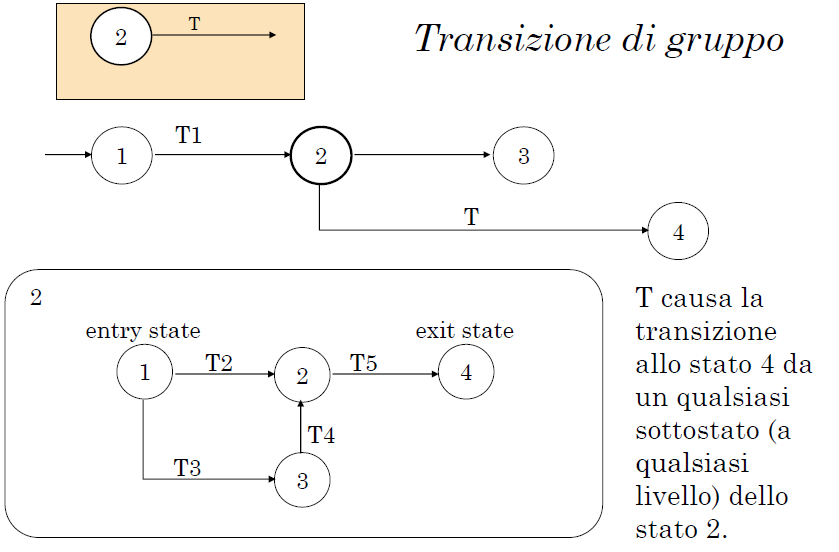 2
T
Transizione di gruppo
1
T1
2
3
T
4
2
entry state
exit state
1
T2
2
T5
4
T4
T3
3
T causa la
transizione
allo stato 4 da
un qualsiasi
sottostato (a
qualsiasi
livello) dello
stato 2.